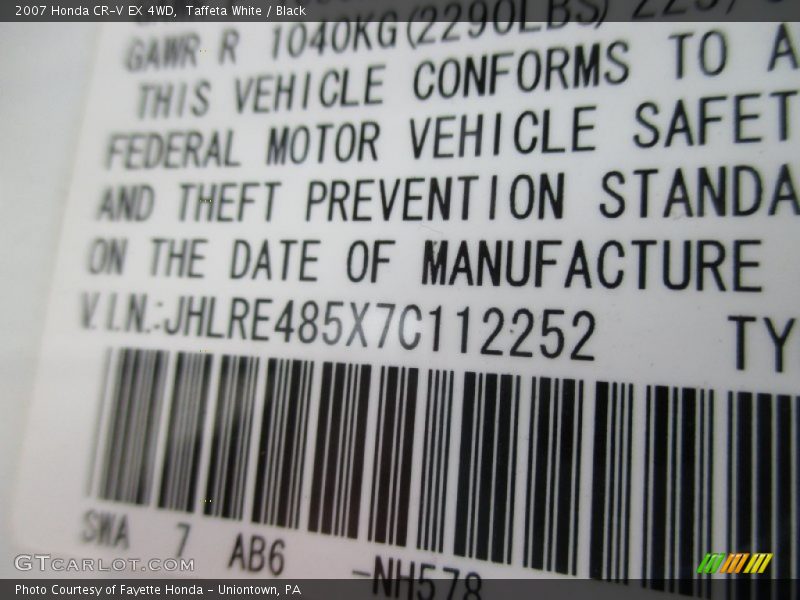 2007 Honda CR-V EX 4WD, Taffeta White / Black
GAWR R 1040KG(2290LBS)
THIS VEHICLE CONFORMS TO A
FEDERAL MOTOR VEHICLE SAFET
AND THEFT PREVENTION STANDA
ON THE DATE OF MANUFACTURE
V.I.N.:JHLRE485X7C112252 TY
SWA 7 AB6 -NH578
GTCARLOT.COM
Photo Courtesy of Fayette Honda - Uniontown, PA